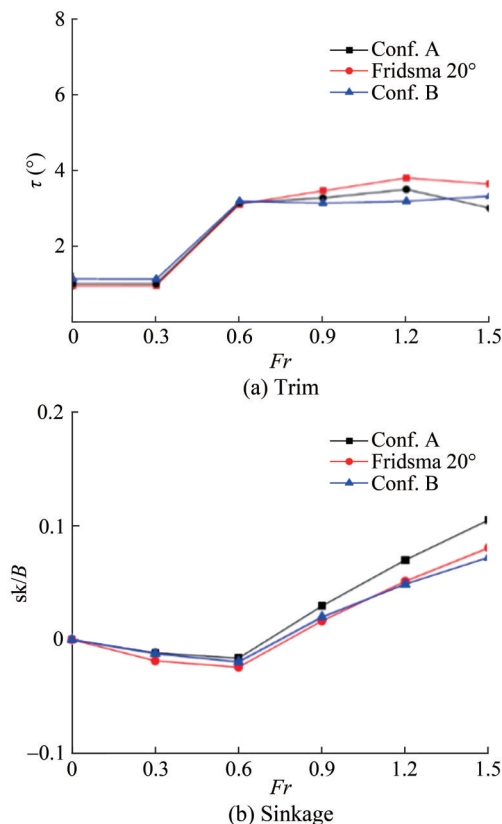 8
6
4
2
τ (°)
Conf. A
Fridsma 20°
Conf. B
0 0.3 0.6 0.9 1.2 1.5
Fr
(a) Trim
0.2
0.1
0
−0.1
sk/B
Conf. A
Fridsma 20°
Conf. B
0 0.3 0.6 0.9 1.2 1.5
Fr
(b) Sinkage